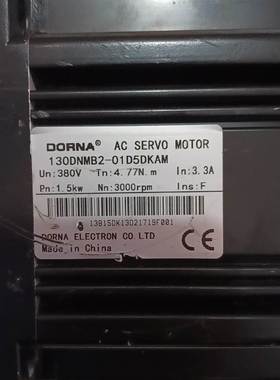 DORNA® AC SERVO MOTOR
130DNMB2-01D5DKAM
Un:380V Tn:4.77N.m In:3.3A
Pn:1.5kw Nn:3000rpm Ins:F
13B15DK13D21719F001
DORNA ELECTRON CO LTD
Made in China CE